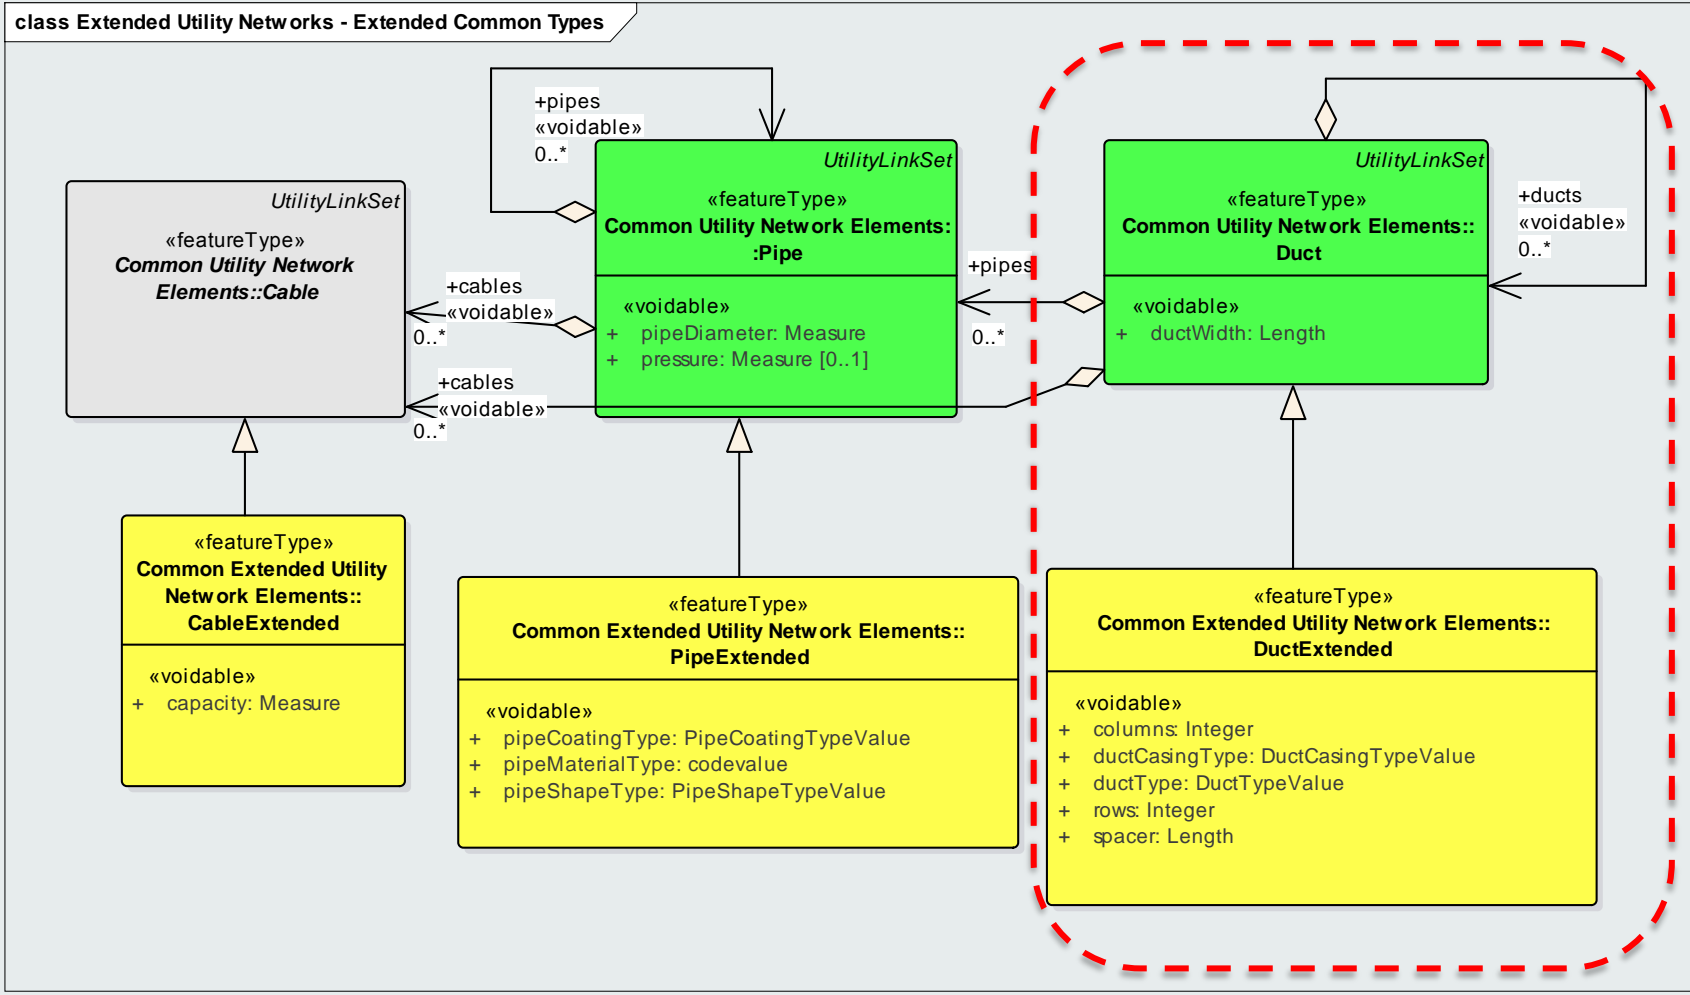 class Extended Utility Networks - Extended Common Types
+pipes
«voidable»
0..*
UtilityLinkSet
«featureType»
Common Utility Network
Elements::Cable
+cables
«voidable»
0..*
+cables
«voidable»
0..*
UtilityLinkSet
«featureType»
Common Utility Network Elements:
:Pipe
«voidable»
+ pipeDiameter: Measure
+ pressure: Measure [0..1]
+pipes
0..*
UtilityLinkSet
«featureType»
Common Utility Network Elements::
Duct
«voidable»
+ ductWidth: Length
+ducts
«voidable»
0..*
«featureType»
Common Extended Utility
Network Elements::
CableExtended
«voidable»
+ capacity: Measure
«featureType»
Common Extended Utility Network Elements::
PipeExtended
«voidable»
+ pipeCoatingType: PipeCoatingTypeValue
+ pipeMaterialType: codevalue
+ pipeShapeType: PipeShapeTypeValue
«featureType»
Common Extended Utility Network Elements::
DuctExtended
«voidable»
+ columns: Integer
+ ductCasingType: DuctCasingTypeValue
+ ductType: DuctTypeValue
+ rows: Integer
+ spacer: Length